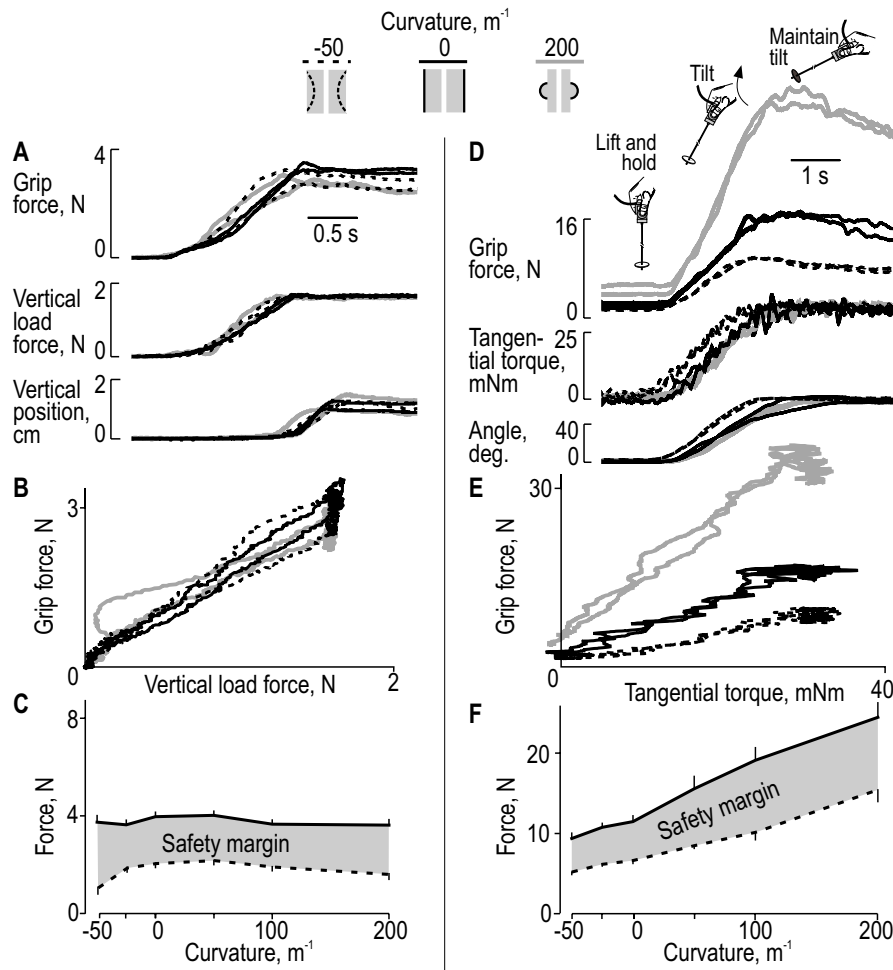 Curvature, m⁻¹
-50
0
200
A
4
Grip
force, N
0
0.5 s
2
Vertical
load
force, N
0
2
Vertical
position,
cm
0
B
3
Grip force, N
0
Vertical load force, N
2
C
8
4
0
Force, N
Safety margin
-50
0
100
200
Curvature, m⁻¹
D
Lift and
hold
Tilt
Maintain
tilt
1 s
16
Grip
force, N
0
25
Tangen-
tial
torque,
mNm
0
40
Angle,
deg.
0
E
30
Grip force, N
0
Tangential torque, mNm
40
F
20
10
0
Force, N
Safety margin
-50
0
100
200
Curvature, m⁻¹